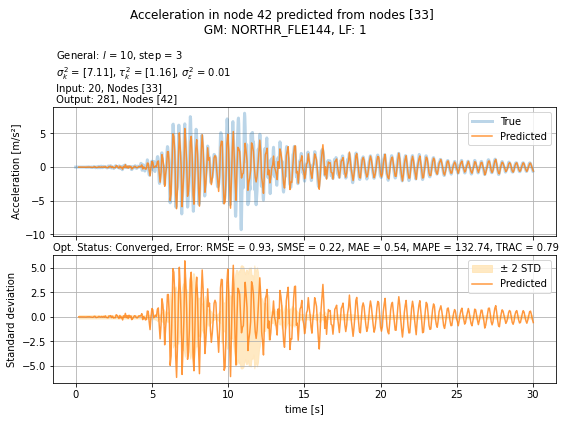 Acceleration in node 42 predicted from nodes [33]
GM: NORTHR_FLE144, LF: 1
General: l = 10, step = 3
σ²ₖ = [7.11], τ²ₖ = [1.16], σ²ε = 0.01
Input: 20, Nodes [33]
Output: 281, Nodes [42]
Acceleration [m/s²]
5
0
−5
−10
True
Predicted
Opt. Status: Converged, Error: RMSE = 0.93, SMSE = 0.22, MAE = 0.54, MAPE = 132.74, TRAC = 0.79
Standard deviation
5.0
2.5
0.0
−2.5
−5.0
± 2 STD
Predicted
0 5 10 15 20 25 30
time [s]